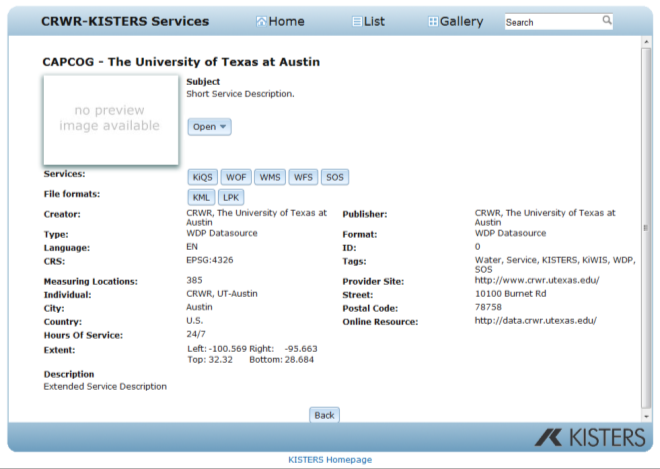 CRWR-KISTERS Services Home List Gallery Search
CAPCOG - The University of Texas at Austin
no preview
image available
Subject
Short Service Description.
Open
Services: KiQS WOF WMS WFS SOS
File formats: KML LPK
Creator: CRWR, The University of Texas at Austin Publisher: CRWR, The University of Texas at Austin
Type: WDP Datasource Format: WDP Datasource
Language: EN ID: 0
CRS: EPSG:4326 Tags: Water, Service, KISTERS, KiWIS, WDP, SOS
Measuring Locations: 385 Provider Site: http://www.crwr.utexas.edu/
Individual: CRWR, UT-Austin Street: 10100 Burnet Rd
City: Austin Postal Code: 78758
Country: U.S. Online Resource: http://data.crwr.utexas.edu/
Hours Of Service: 24/7
Extent: Left: -100.569 Right: -95.663
Top: 32.32 Bottom: 28.684
Description
Extended Service Description
Back
KISTERS
KISTERS Homepage